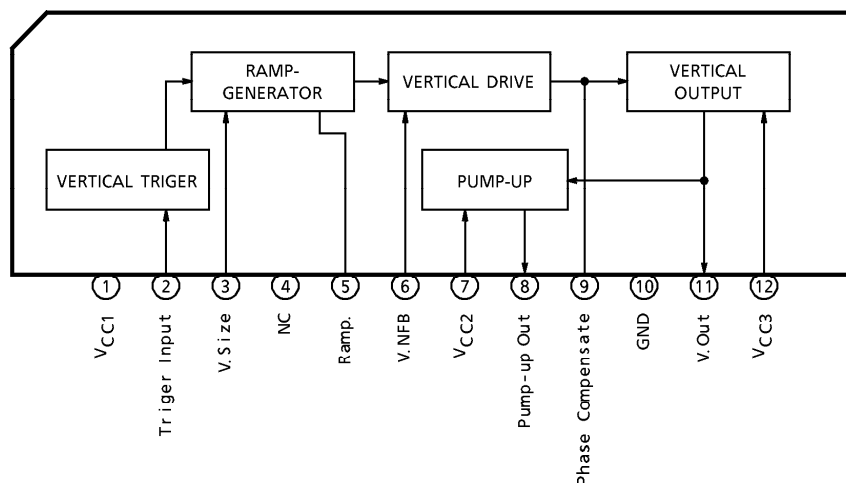 RAMP-
GENERATOR
VERTICAL DRIVE
VERTICAL
OUTPUT
VERTICAL TRIGER
PUMP-UP
1
2
3
4
5
6
7
8
9
10
11
12
VCC1
Triger Input
V.Size
NC
Ramp.
V.NFB
VCC2
Pump-up Out
Phase Compensate
GND
V.Out
VCC3